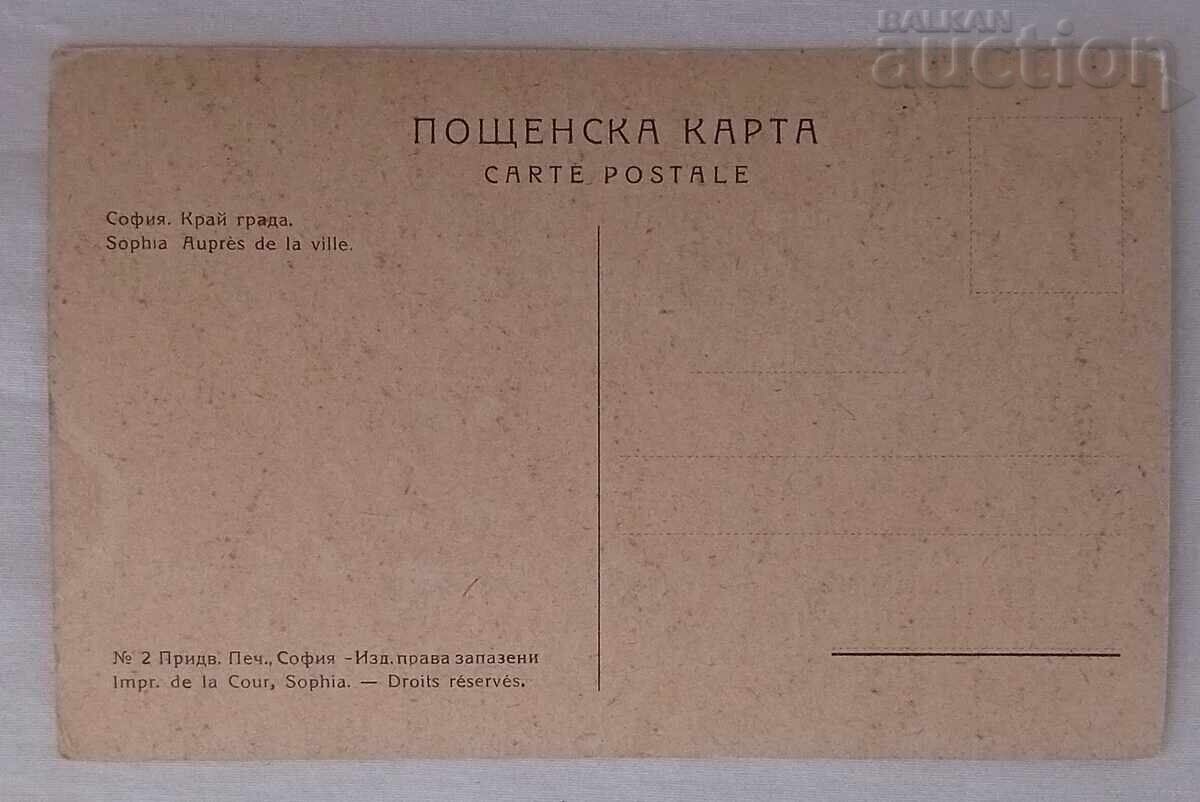 BALKAN
auction
ПОЩЕНСКА КАРТА
CARTE POSTALE
София. Край града.
Sophia Auprès de la ville.
№ 2 Придв. Печ., София - Изд. права запазени
Impr. de la Cour, Sophia. — Droits réservés.